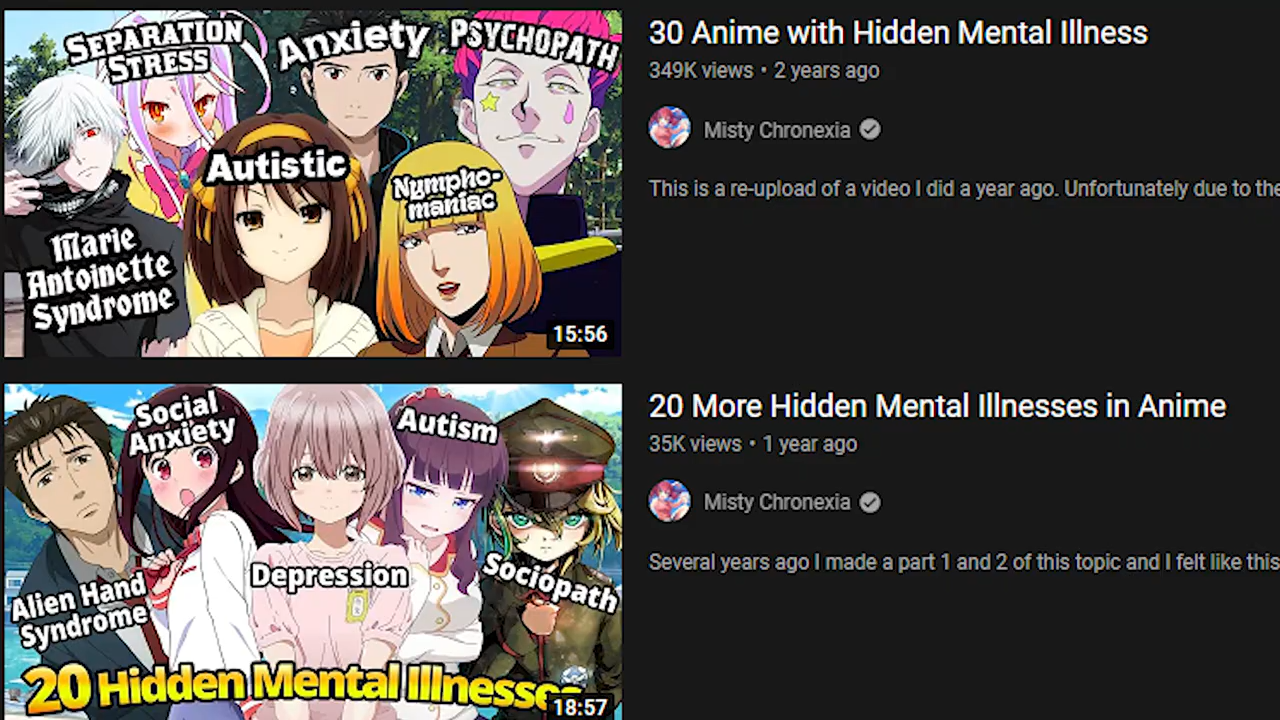 SEPARATION
STRESS
Anxiety
PSYCHOPATH
Autistic
Nympho-
maniac
Marie
Antoinette
Syndrome
15:56
30 Anime with Hidden Mental Illness
349K views • 2 years ago
Misty Chronexia
This is a re-upload of a video I did a year ago. Unfortunately due to the
Social
Anxiety
Autism
Depression
Sociopath
Alien Hand
Syndrome
20 Hidden Mental Illnesses
18:57
20 More Hidden Mental Illnesses in Anime
35K views • 1 year ago
Misty Chronexia
Several years ago I made a part 1 and 2 of this topic and I felt like this